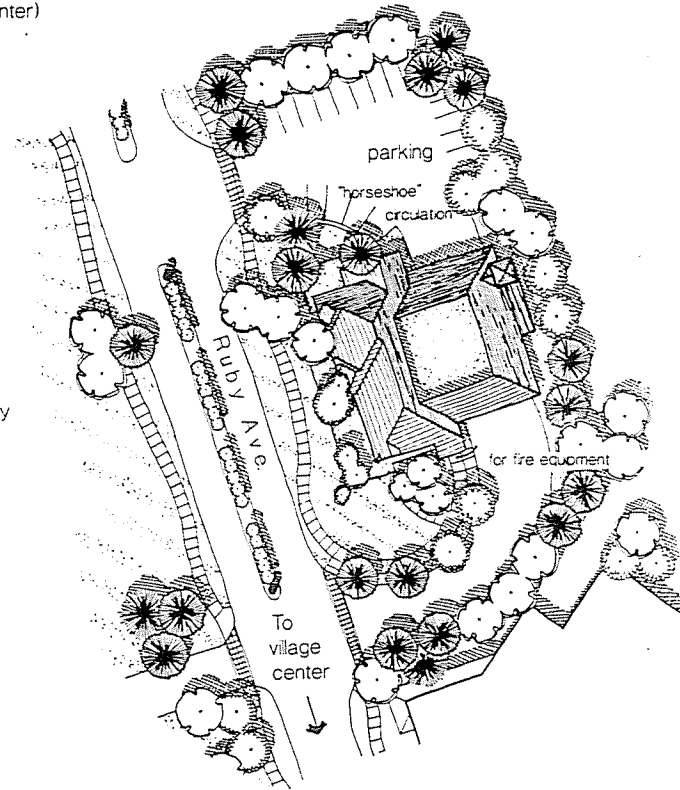 nter)
parking
"horseshoe"
circulation
Ruby Ave
y
for fire equipment
To
village
center